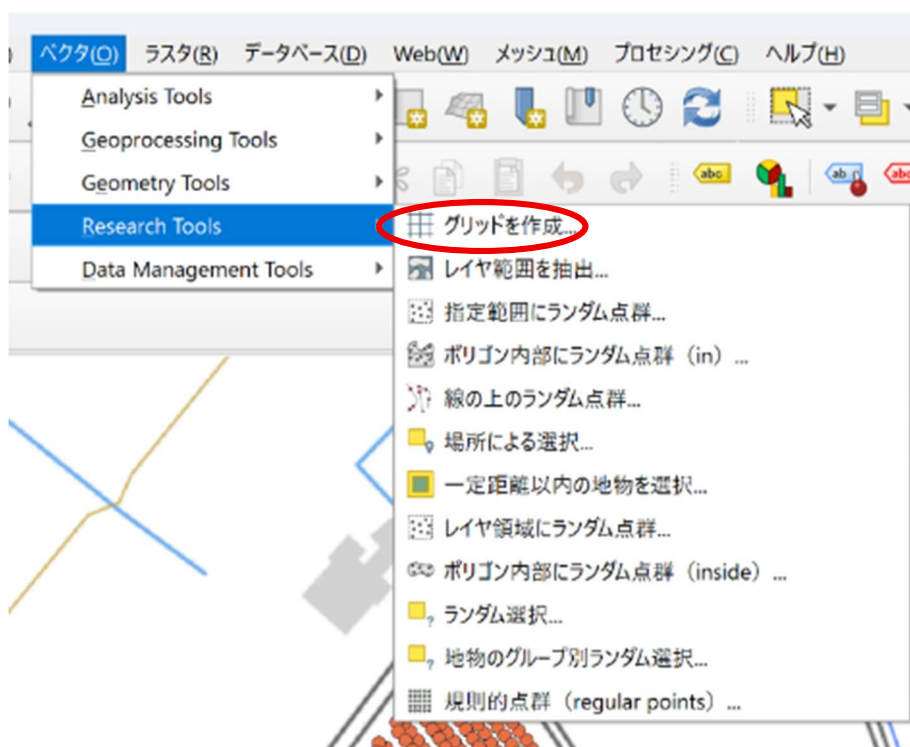 ) ベクタ(O) ラスタ(R) データベース(D) Web(W) メッシュ(M) プロセシング(C) ヘルプ(H)
Analysis Tools
Geoprocessing Tools
Geometry Tools
Research Tools
Data Management Tools
abc
ab
abc
グリッドを作成...
レイヤ範囲を抽出...
指定範囲にランダム点群...
ポリゴン内部にランダム点群（in）...
線の上のランダム点群...
場所による選択...
一定距離以内の地物を選択...
レイヤ領域にランダム点群...
ポリゴン内部にランダム点群（inside）...
ランダム選択...
地物のグループ別ランダム選択...
規則的点群（regular points）...